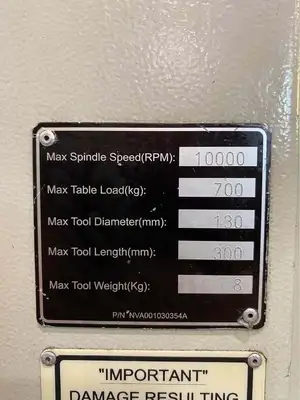 Max Spindle Speed(RPM): 10000
Max Table Load(kg): 700
Max Tool Diameter(mm): 130
Max Tool Length(mm): 300
Max Tool Weight(Kg): 8
P/N NVA001030354A
"IMPORTANT"
DAMAGE RESULTING